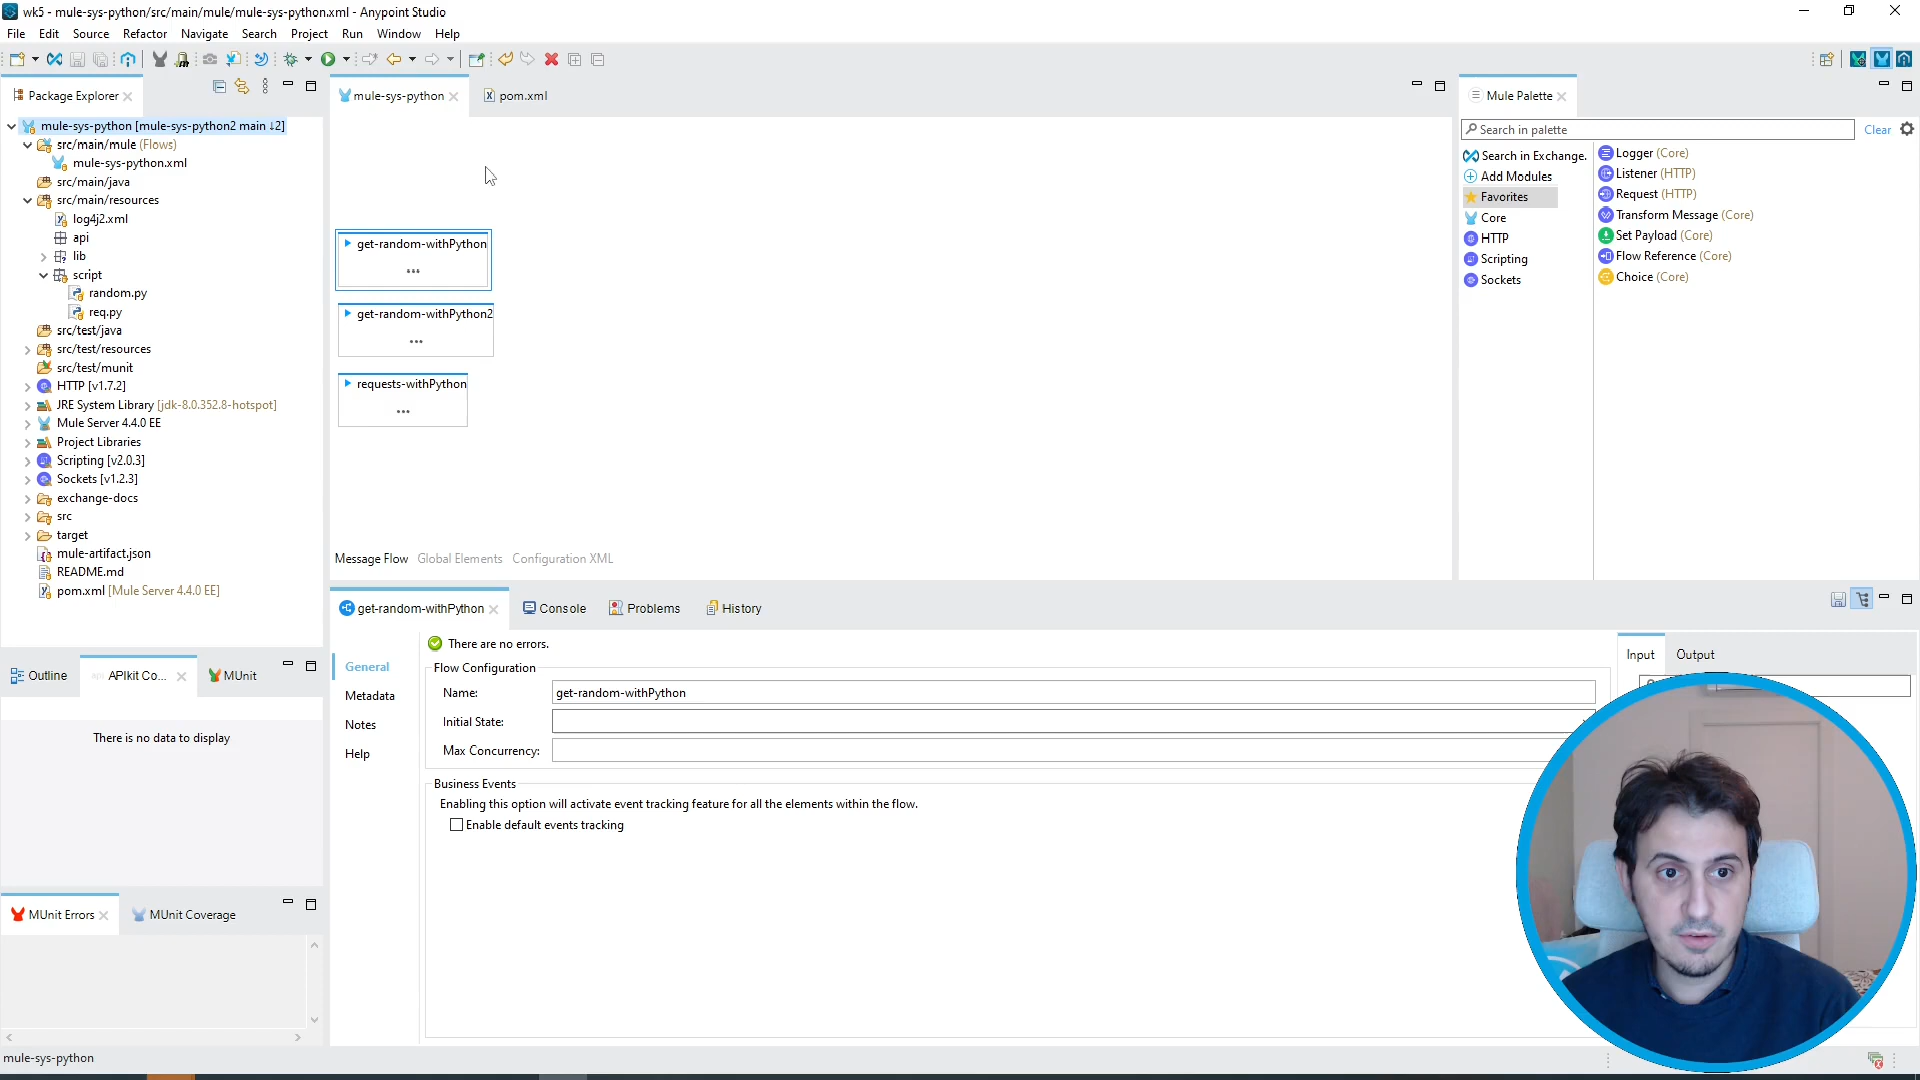 wk5 - mule-sys-python/src/main/mule/mule-sys-python.xml - Anypoint Studio
File Edit Source Refactor Navigate Search Project Run Window Help
Package Explorer
mule-sys-python [mule-sys-python2 main ↓2]
src/main/mule (Flows)
mule-sys-python.xml
src/main/java
src/main/resources
log4j2.xml
api
lib
script
random.py
req.py
src/test/java
src/test/resources
src/test/munit
HTTP [v1.7.2]
JRE System Library [jdk-8.0.352.8-hotspot]
Mule Server 4.4.0 EE
Project Libraries
Scripting [v2.0.3]
Sockets [v1.2.3]
exchange-docs
src
target
mule-artifact.json
README.md
pom.xml [Mule Server 4.4.0 EE]
mule-sys-python
pom.xml
get-random-withPython
...
get-random-withPython2
...
requests-withPython
...
Message Flow Global Elements Configuration XML
Mule Palette
Search in palette
Clear
Search in Exchange.
Add Modules
Favorites
Core
HTTP
Scripting
Sockets
Logger (Core)
Listener (HTTP)
Request (HTTP)
Transform Message (Core)
Set Payload (Core)
Flow Reference (Core)
Choice (Core)
Outline
APIkit Co...
MUnit
There is no data to display
MUnit Errors
MUnit Coverage
get-random-withPython
Console
Problems
History
General
Metadata
Notes
Help
There are no errors.
Flow Configuration
Name: get-random-withPython
Initial State:
Max Concurrency:
Business Events
Enabling this option will activate event tracking feature for all the elements within the flow.
Enable default events tracking
Input Output
mule-sys-python